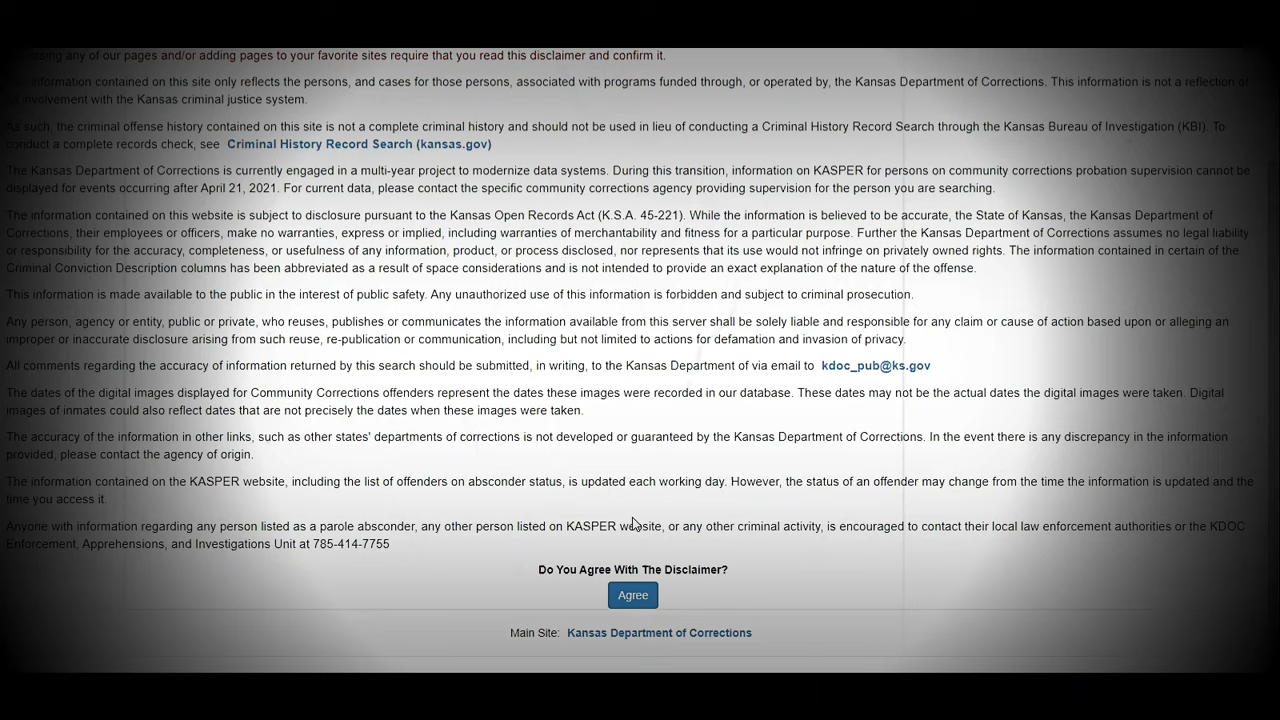 any of our pages and/or adding pages to your favorite sites require that you read this disclaimer and confirm it.
information contained on this site only reflects the persons, and cases for those persons, associated with programs funded through, or operated by, the Kansas Department of Corrections. This information is not a reflection of
involvement with the Kansas criminal justice system.
As such, the criminal offense history contained on this site is not a complete criminal history and should not be used in lieu of conducting a Criminal History Record Search through the Kansas Bureau of Investigation (KBI). To
conduct a complete records check, see Criminal History Record Search (kansas.gov)
The Kansas Department of Corrections is currently engaged in a multi-year project to modernize data systems. During this transition, information on KASPER for persons on community corrections probation supervision cannot be
displayed for events occurring after April 21, 2021. For current data, please contact the specific community corrections agency providing supervision for the person you are searching.
The information contained on this website is subject to disclosure pursuant to the Kansas Open Records Act (K.S.A. 45-221). While the information is believed to be accurate, the State of Kansas, the Kansas Department of
Corrections, their employees or officers, make no warranties, express or implied, including warranties of merchantability and fitness for a particular purpose. Further the Kansas Department of Corrections assumes no legal liability
or responsibility for the accuracy, completeness, or usefulness of any information, product, or process disclosed, nor represents that its use would not infringe on privately owned rights. The information contained in certain of the
Criminal Conviction Description columns has been abbreviated as a result of space considerations and is not intended to provide an exact explanation of the nature of the offense.
This information is made available to the public in the interest of public safety. Any unauthorized use of this information is forbidden and subject to criminal prosecution.
Any person, agency or entity, public or private, who reuses, publishes or communicates the information available from this server shall be solely liable and responsible for any claim or cause of action based upon or alleging an
improper or inaccurate disclosure arising from such reuse, re-publication or communication, including but not limited to actions for defamation and invasion of privacy.
All comments regarding the accuracy of information returned by this search should be submitted, in writing, to the Kansas Department of via email to kdoc_pub@ks.gov
The dates of the digital images displayed for Community Corrections offenders represent the dates these images were recorded in our database. These dates may not be the actual dates the digital images were taken. Digital
images of inmates could also reflect dates that are not precisely the dates when these images were taken.
The accuracy of the information in other links, such as other states' departments of corrections is not developed or guaranteed by the Kansas Department of Corrections. In the event there is any discrepancy in the information
provided, please contact the agency of origin.
The information contained on the KASPER website, including the list of offenders on absconder status, is updated each working day. However, the status of an offender may change from the time the information is updated and the
time you access it.
Anyone with information regarding any person listed as a parole absconder, any other person listed on KASPER website, or any other criminal activity, is encouraged to contact their local law enforcement authorities or the KDOC
Enforcement, Apprehensions, and Investigations Unit at 785-414-7755
Do You Agree With The Disclaimer?
Agree
Main Site: Kansas Department of Corrections